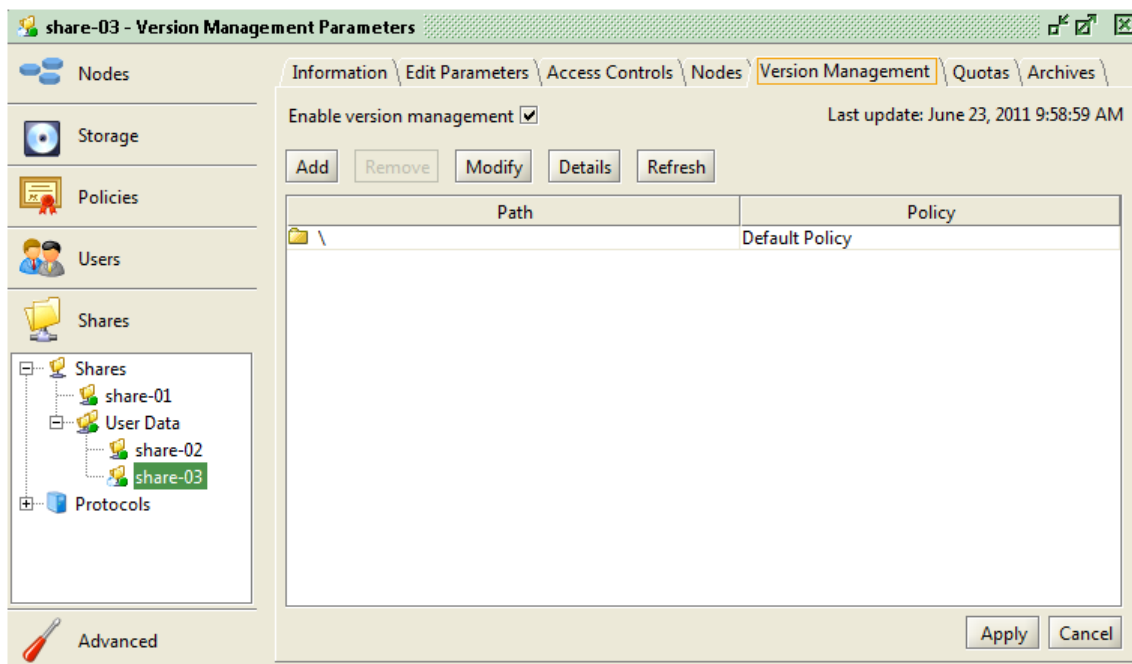 share-03 - Version Management Parameters
Nodes
Storage
Policies
Users
Shares
Shares
share-01
User Data
share-02
share-03
Protocols
Advanced
Information \ Edit Parameters \ Access Controls \ Nodes Version Management \ Quotas \ Archives \
Enable version management Last update: June 23, 2011 9:58:59 AM
Add Remove Modify Details Refresh
Path Policy
\ Default Policy
Apply Cancel